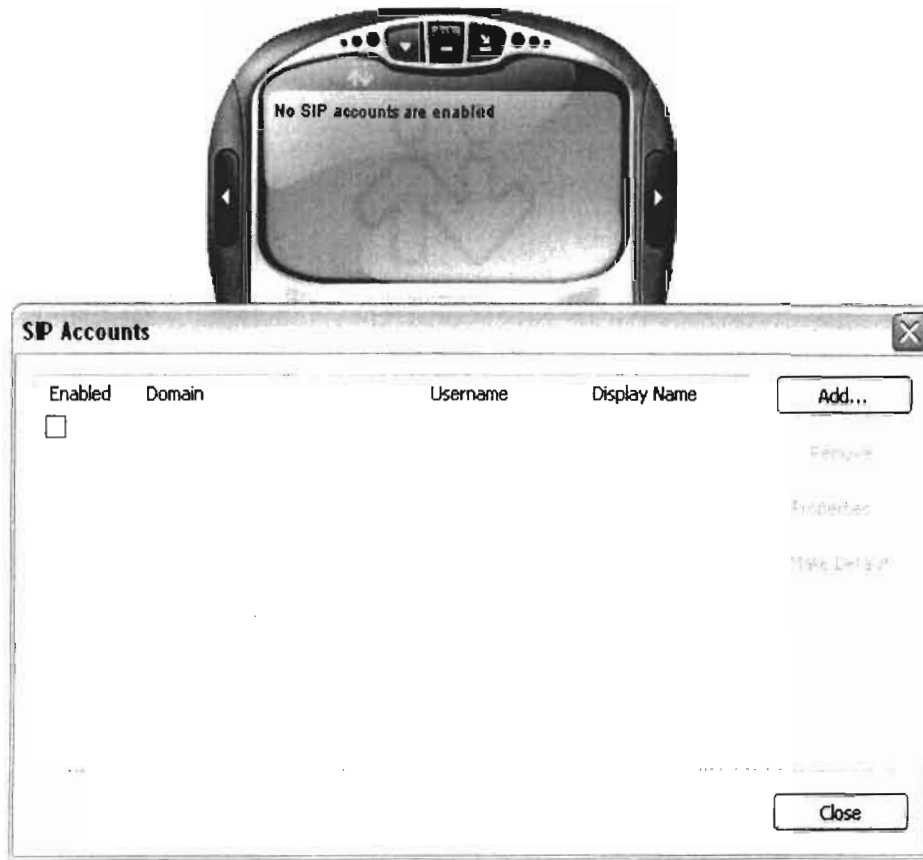 No SIP accounts are enabled
SIP Accounts
Enabled Domain Username Display Name Add...
Remove
Properties
Make Default
Close